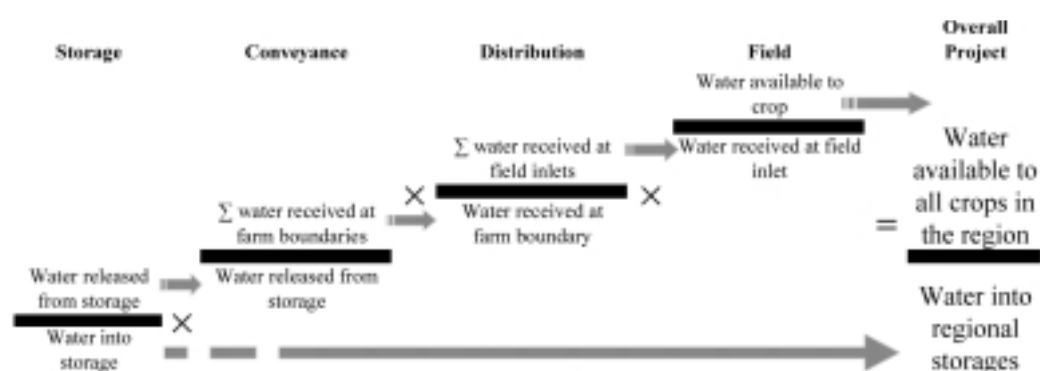 Overall
Project
Storage
Conveyance
Distribution
Field
Water available to
crop
Water received at field
inlet
∑ water received at
field inlets
Water received at
farm boundary
∑ water received at
farm boundaries
Water released from
storage
Water released
from storage
Water into
storage
×
×
×
=
Water
available to
all crops in
the region
Water into
regional
storages